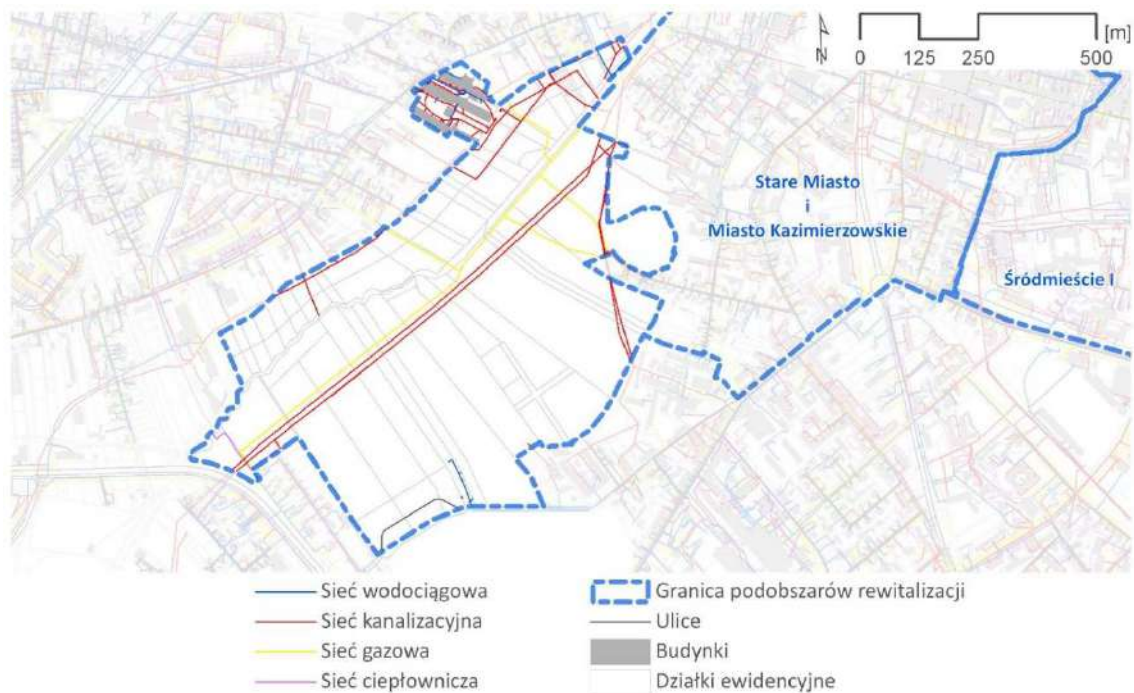 N
[m]
0 125 250 500
Stare Miasto
i
Miasto Kazimierzowskie
Śródmieście I
Sieć wodociągowa
Sieć kanalizacyjna
Sieć gazowa
Sieć ciepłownicza
Granica podobszarów rewitalizacji
Ulice
Budynki
Działki ewidencyjne